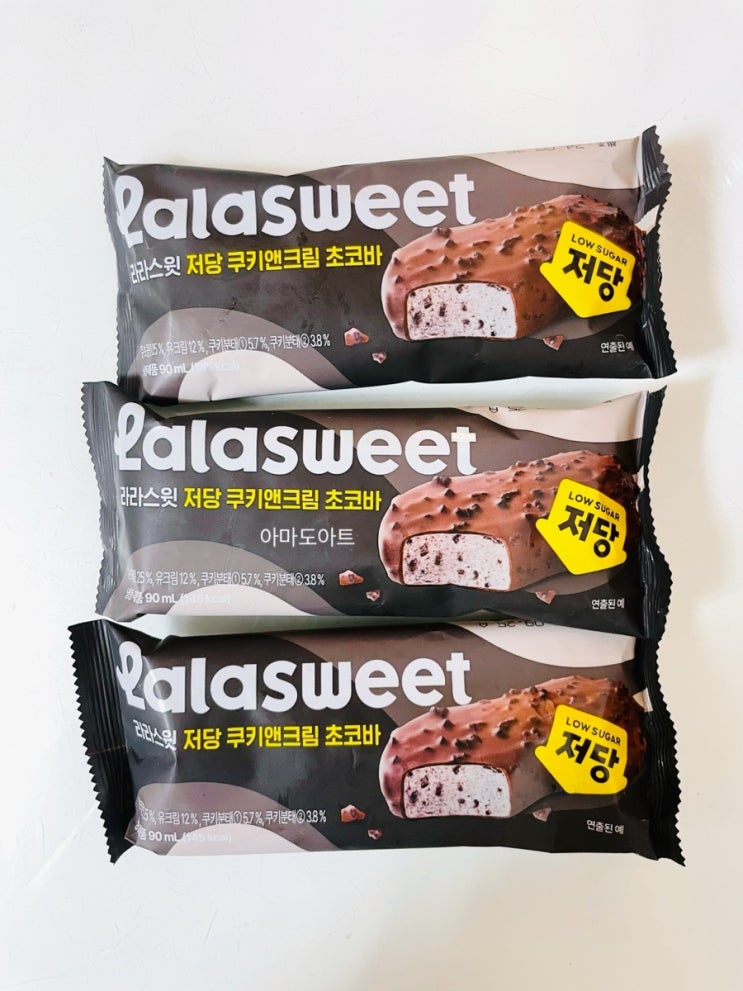 lalasweet
라라스윗 저당 쿠키앤크림 초코바
LOW SUGAR
저당
유크림 12%, 쿠키분태① 5.7%, 쿠키분태② 3.8%
90 mL (145 kcal)
연출된 예
lalasweet
라라스윗 저당 쿠키앤크림 초코바
아마도아트
LOW SUGAR
저당
25%, 유크림 12%, 쿠키분태① 5.7%, 쿠키분태② 3.8%
90 mL (145 kcal)
연출된 예
lalasweet
라라스윗 저당 쿠키앤크림 초코바
LOW SUGAR
저당
유크림 12%, 쿠키분태① 5.7%, 쿠키분태② 3.8%
90 mL (145 kcal)
연출된 예